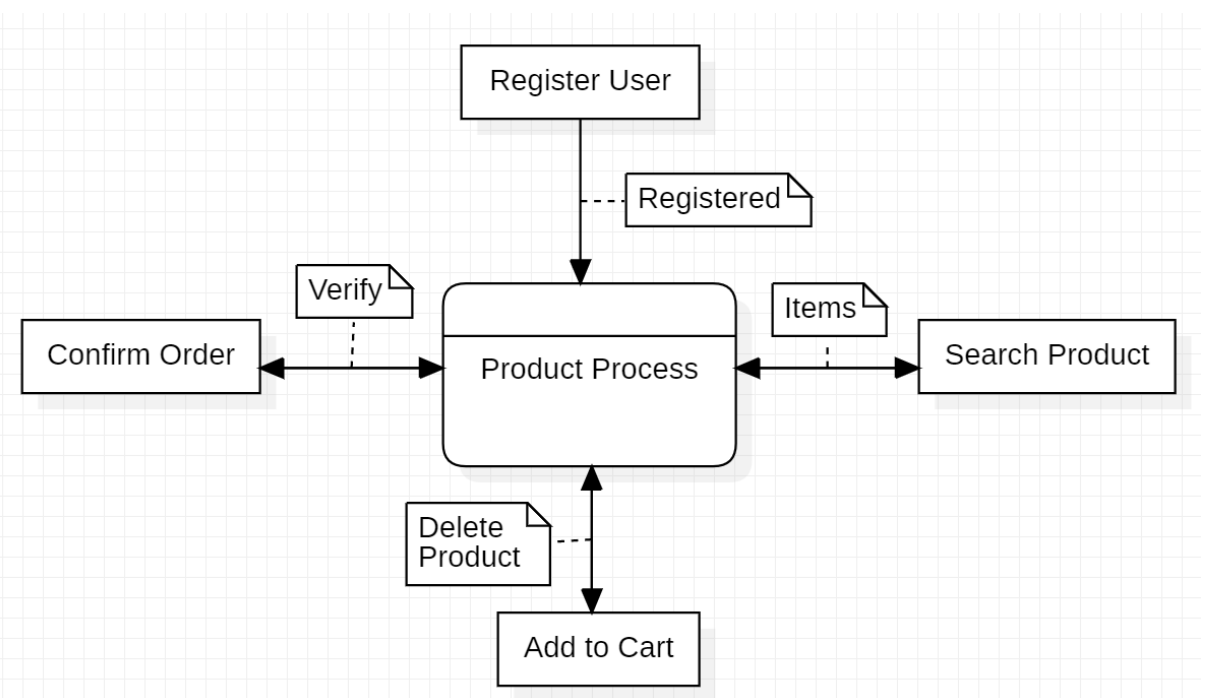 Register User
Registered
Verify
Items
Confirm Order
Product Process
Search Product
Delete
Product
Add to Cart